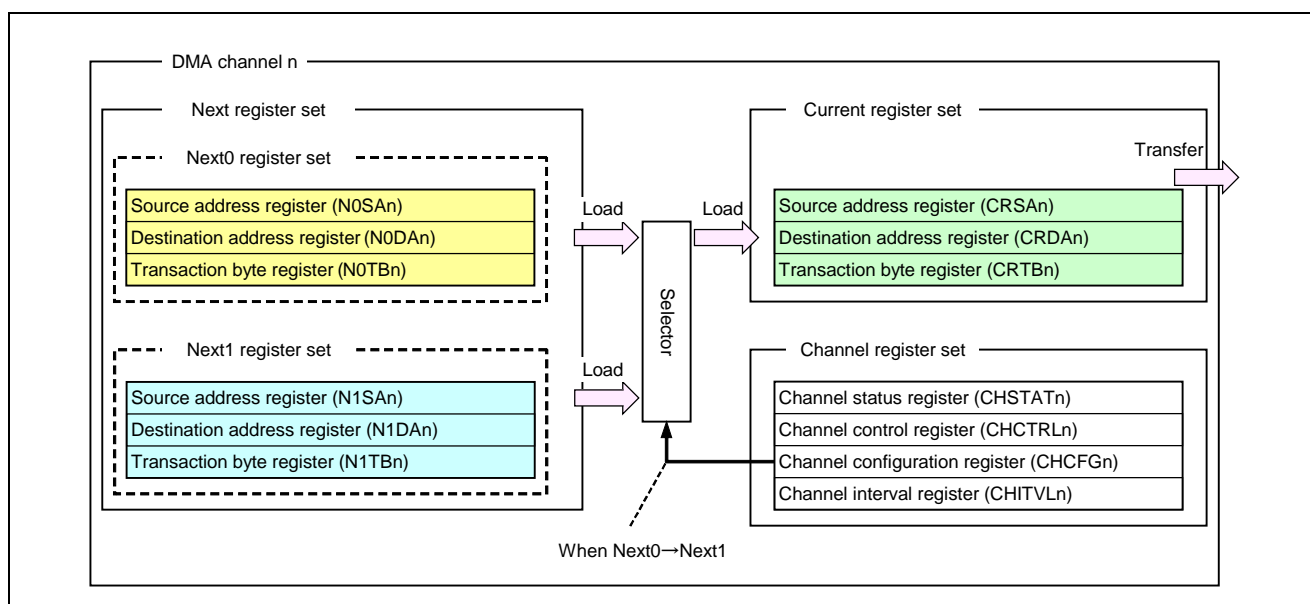 DMA channel n
Next register set
Next0 register set
Source address register (N0SAn)
Destination address register (N0DAn)
Transaction byte register (N0TBn)
Next1 register set
Source address register (N1SAn)
Destination address register (N1DAn)
Transaction byte register (N1TBn)
Load
Load
Selector
Load
When Next0→Next1
Current register set
Transfer
Source address register (CRSAn)
Destination address register (CRDAn)
Transaction byte register (CRTBn)
Channel register set
Channel status register (CHSTATn)
Channel control register (CHCTRLn)
Channel configuration register (CHCFGn)
Channel interval register (CHITVLn)